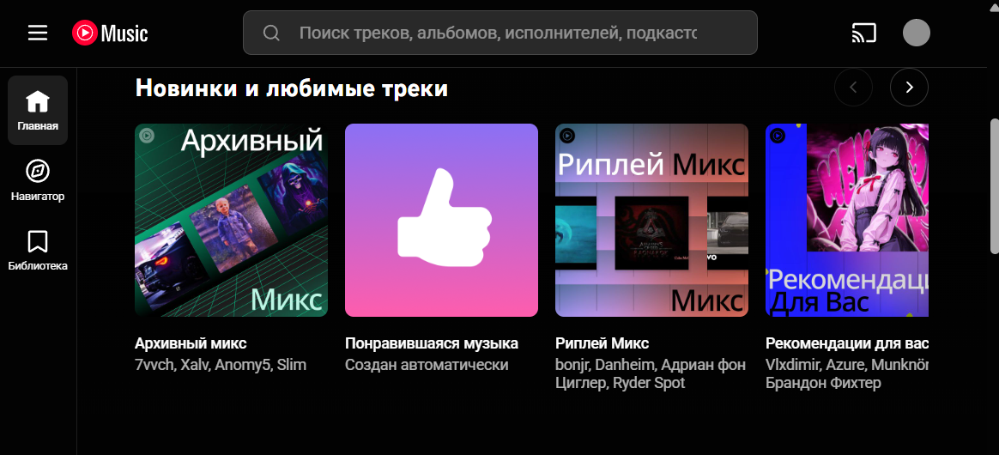 Music
Поиск треков, альбомов, исполнителей, подкасто
Главная
Навигатор
Библиотека
Новинки и любимые треки
Архивный
Микс
Архивный микс
7vvch, Xalv, Anomy5, Slim
Понравившаяся музыка
Создан автоматически
Риплей Микс
Микс
Риплей Микс
bonjr, Danheim, Адриан фон
Циглер, Ryder Spot
Рекомендаци
Для Вас
Рекомендации для вас
Vlxdimir, Azure, Munknör
Брандон Фихтер